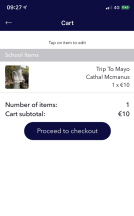 09:27
4G
Cart
Tap on item to edit
School Items
Trip To Mayo
Cathal Mcmanus
1 x €10
Number of items: 1
Cart subtotal: €10
Proceed to checkout